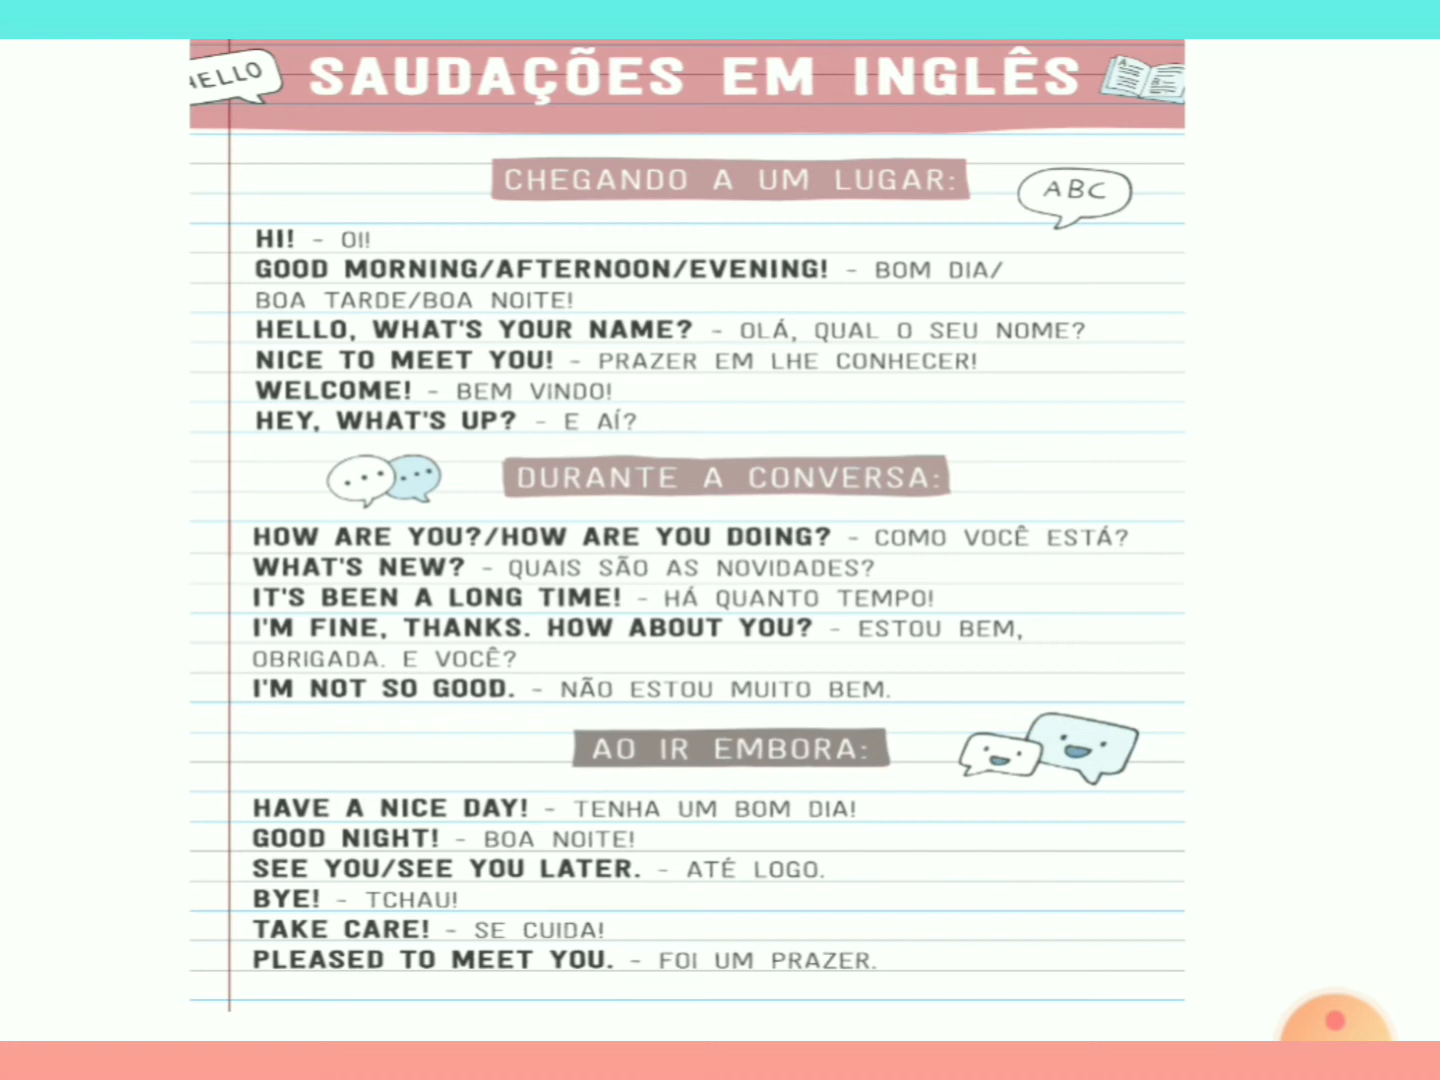 HELLO
SAUDAÇÕES EM INGLÊS
CHEGANDO A UM LUGAR:
ABC
HI! - OI!
GOOD MORNING/AFTERNOON/EVENING! - BOM DIA/
BOA TARDE/BOA NOITE!
HELLO, WHAT'S YOUR NAME? - OLÁ, QUAL O SEU NOME?
NICE TO MEET YOU! - PRAZER EM LHE CONHECER!
WELCOME! - BEM VINDO!
HEY, WHAT'S UP? - E AÍ?
DURANTE A CONVERSA:
HOW ARE YOU?/HOW ARE YOU DOING? - COMO VOCÊ ESTÁ?
WHAT'S NEW? - QUAIS SÃO AS NOVIDADES?
IT'S BEEN A LONG TIME! - HÁ QUANTO TEMPO!
I'M FINE, THANKS. HOW ABOUT YOU? - ESTOU BEM,
OBRIGADA. E VOCÊ?
I'M NOT SO GOOD. - NÃO ESTOU MUITO BEM.
AO IR EMBORA:
HAVE A NICE DAY! - TENHA UM BOM DIA!
GOOD NIGHT! - BOA NOITE!
SEE YOU/SEE YOU LATER. - ATÉ LOGO.
BYE! - TCHAU!
TAKE CARE! - SE CUIDA!
PLEASED TO MEET YOU. - FOI UM PRAZER.